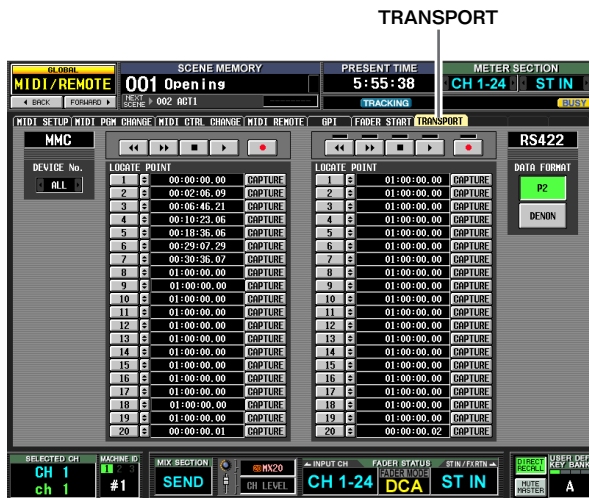 TRANSPORT
GLOBAL
MIDI/REMOTE
BACK FORWARD
SCENE MEMORY
001 Opening
NEXT SCENE 002 ACT1
PRESENT TIME
5:55:38
TRACKING
METER SECTION
CH 1-24 ST IN
BUSY
MIDI SETUP MIDI PGM CHANGE MIDI CTRL CHANGE MIDI REMOTE GPI FADER START TRANSPORT
MMC
DEVICE No.
ALL
LOCATE POINT
1 00:00:00.00 CAPTURE
2 00:02:06.09 CAPTURE
3 00:06:46.21 CAPTURE
4 00:10:23.06 CAPTURE
5 00:18:36.06 CAPTURE
6 00:29:07.29 CAPTURE
7 00:30:36.07 CAPTURE
8 01:00:00.00 CAPTURE
9 01:00:00.00 CAPTURE
10 01:00:00.00 CAPTURE
11 01:00:00.00 CAPTURE
12 01:00:00.00 CAPTURE
13 01:00:00.00 CAPTURE
14 01:00:00.00 CAPTURE
15 01:00:00.00 CAPTURE
16 01:00:00.00 CAPTURE
17 01:00:00.00 CAPTURE
18 01:00:00.00 CAPTURE
19 01:00:00.00 CAPTURE
20 00:00:00.01 CAPTURE
LOCATE POINT
1 01:00:00.00 CAPTURE
2 01:00:00.00 CAPTURE
3 01:00:00.00 CAPTURE
4 01:00:00.00 CAPTURE
5 01:00:00.00 CAPTURE
6 01:00:00.00 CAPTURE
7 01:00:00.00 CAPTURE
8 01:00:00.00 CAPTURE
9 01:00:00.00 CAPTURE
10 01:00:00.00 CAPTURE
11 01:00:00.00 CAPTURE
12 01:00:00.00 CAPTURE
13 01:00:00.00 CAPTURE
14 01:00:00.00 CAPTURE
15 01:00:00.00 CAPTURE
16 01:00:00.00 CAPTURE
17 01:00:00.00 CAPTURE
18 01:00:00.00 CAPTURE
19 01:00:00.00 CAPTURE
20 00:00:00.02 CAPTURE
RS422
DATA FORMAT
P2
DENON
SELECTED CH
CH 1
ch 1
MACHINE ID
1 2 3
#1
MIX SECTION
SEND
MIX20
CH LEVEL
INPUT CH
CH 1-24
FADER STATUS
FADER MODE
DCA
ST IN/FX RTN
ST IN
DIRECT RECALL
MUTE MASTER
USER DEF
KEY BANK
A